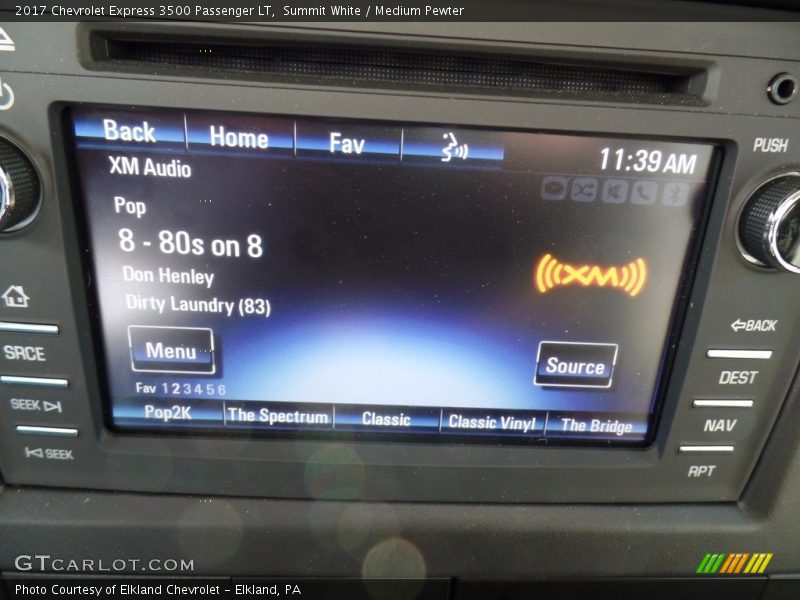 2017 Chevrolet Express 3500 Passenger LT, Summit White / Medium Pewter
Back Home Fav 11:39 AM
XM Audio
Pop
8 - 80s on 8
Don Henley
Dirty Laundry (83)
XM
Menu Source
Fav 1 2 3 4 5 6
Pop2K The Spectrum Classic Classic Vinyl The Bridge
SRCE
SEEK
SEEK
PUSH
BACK
DEST
NAV
RPT
GTCARLOT.COM
Photo Courtesy of Elkland Chevrolet - Elkland, PA